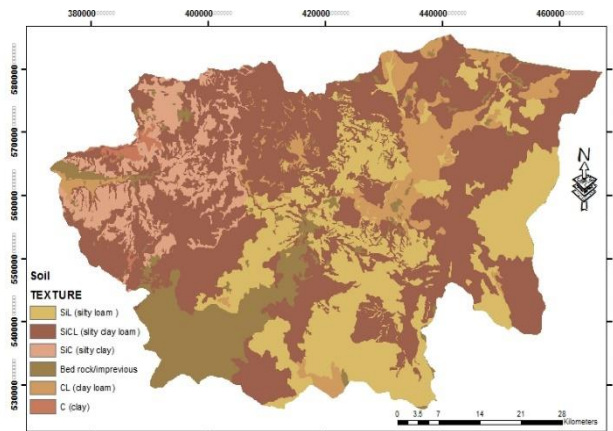 380000 400000 420000 440000 460000
580000
570000
560000
550000
540000
530000
N
Soil
TEXTURE
SiL (silty loam )
SiCL (silty clay loam )
SiC (silty clay)
Bed rock/imprevious
CL (clay loam)
C (clay)
0 3.5 7 14 21 28
Kilometers